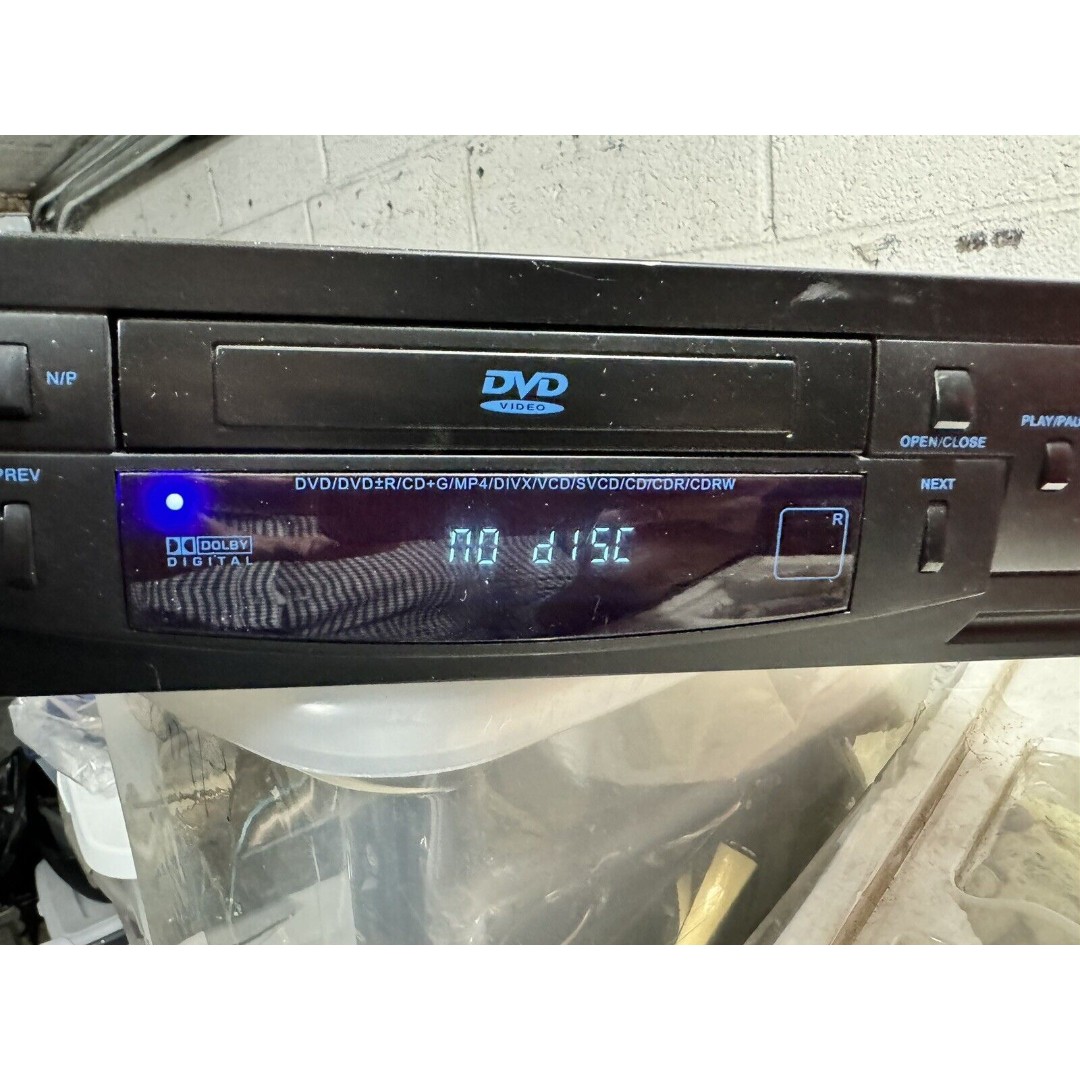 DVD
VIDEO
N/P
OPEN/CLOSE
PLAY/PAU
PREV
NEXT
DVD/DVD±R/CD+G/MP4/DIVX/VCD/SVCD/CD/CDR/CDRW
R
DOLBY
DIGITAL
NO dISC